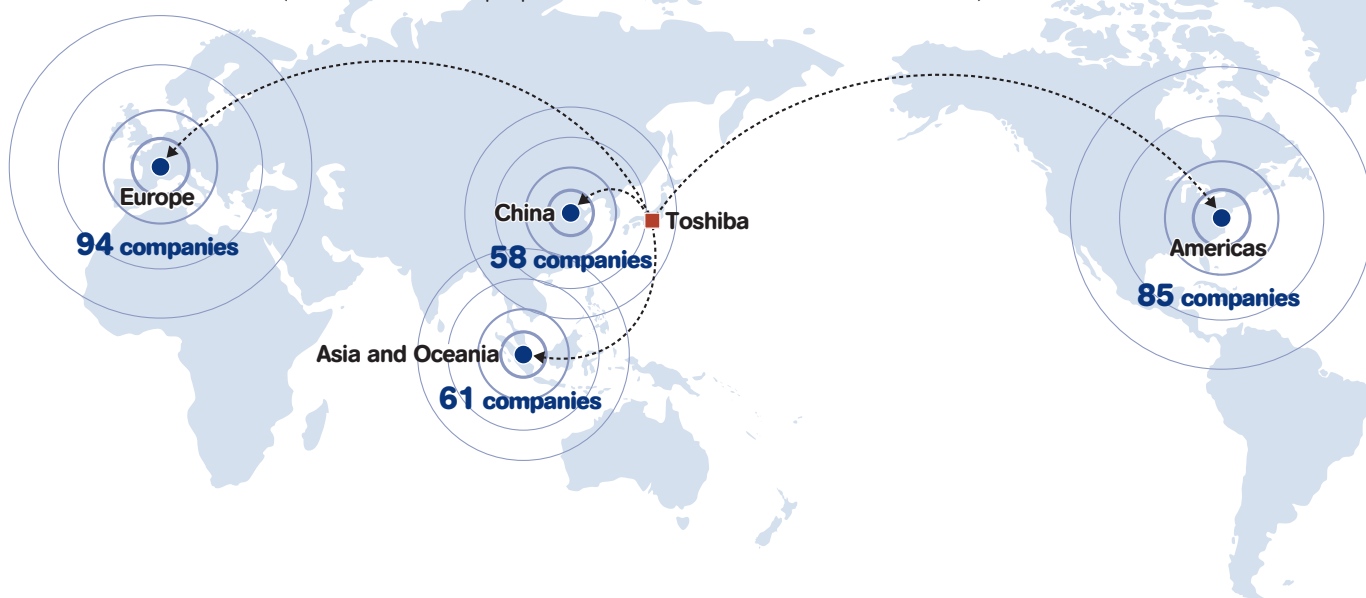 Europe
94 companies
China
58 companies
Toshiba
Asia and Oceania
61 companies
Americas
85 companies